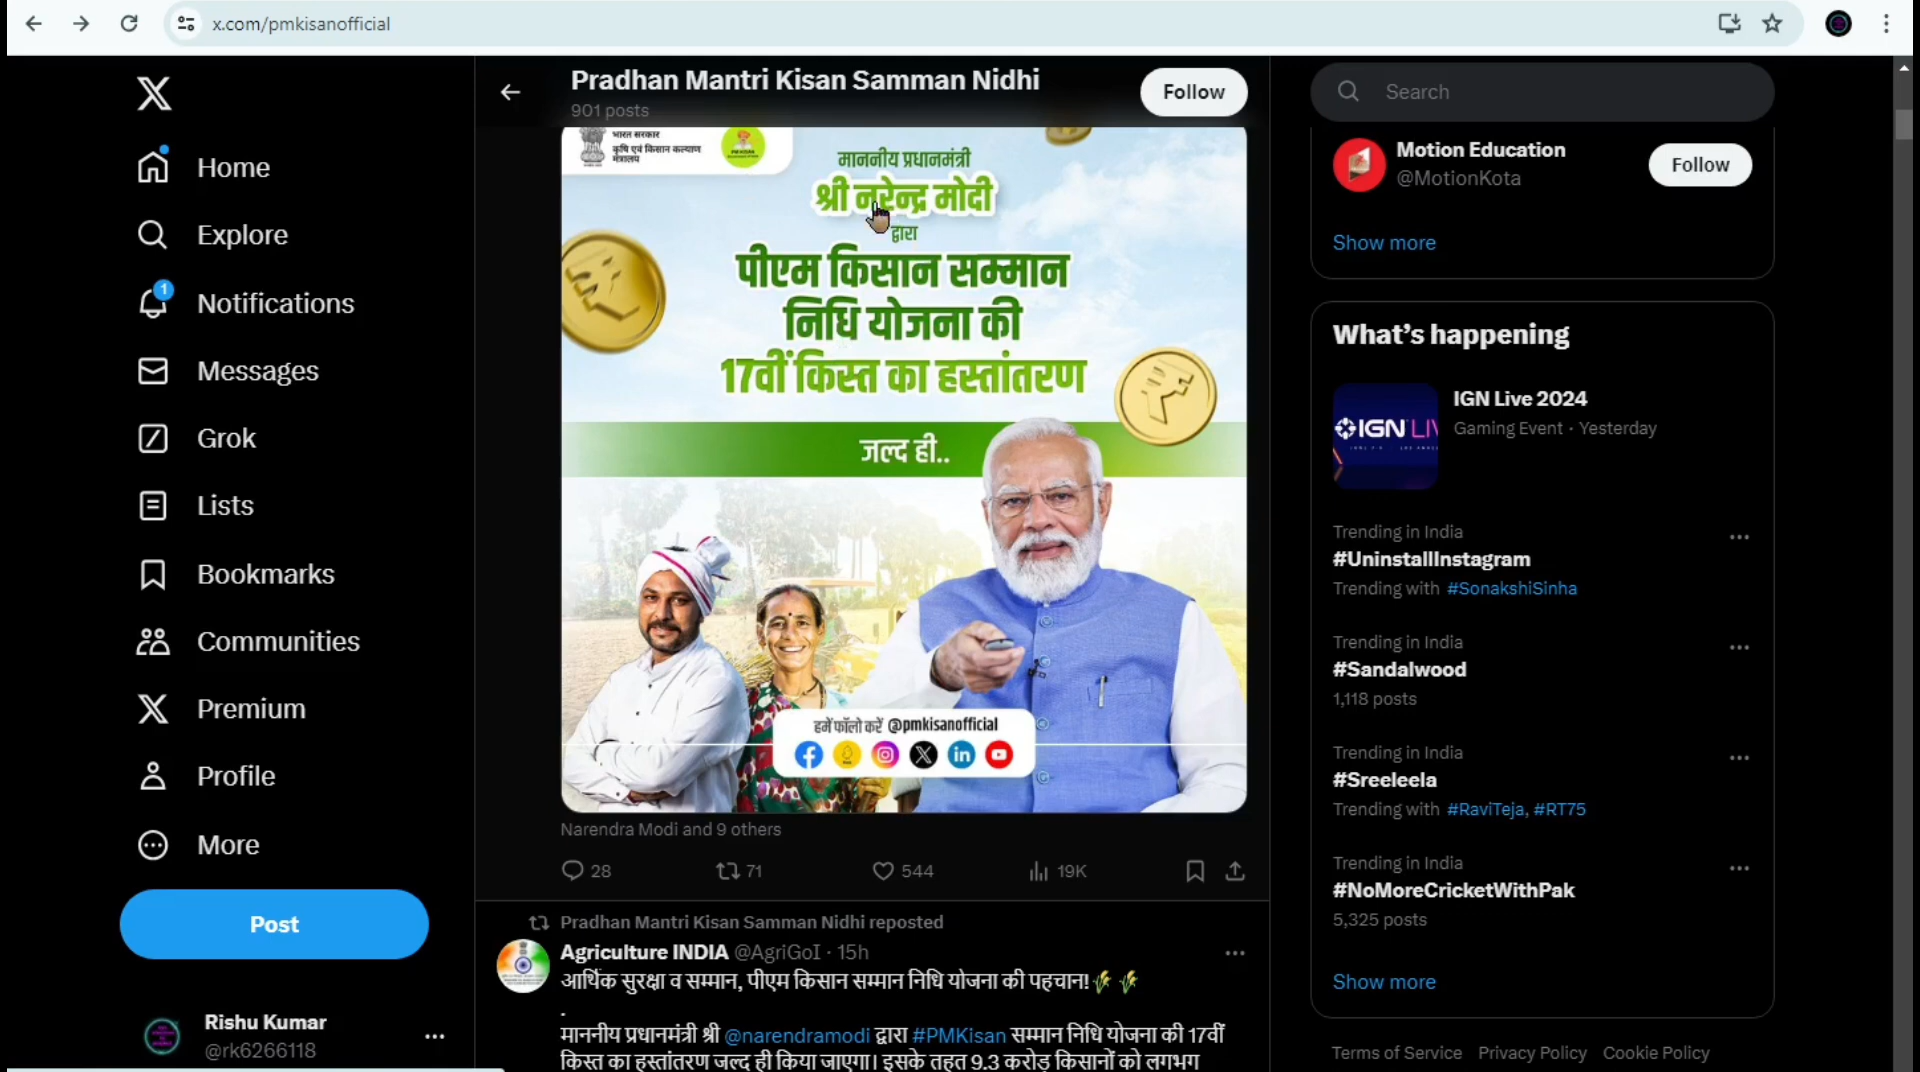 x.com/pmkisanofficial
Pradhan Mantri Kisan Samman Nidhi
901 posts
Follow
Home
Explore
1
Notifications
Messages
Grok
Lists
Bookmarks
Communities
Premium
Profile
More
Post
Rishu Kumar
@rk6266118
भारत सरकार
कृषि एवं किसान कल्याण
मंत्रालय
माननीय प्रधानमंत्री
श्री नरेन्द्र मोदी
द्वारा
पीएम किसान सम्मान
निधि योजना की
17वीं किस्त का हस्तांतरण
जल्द ही..
हमें फॉलो करें @pmkisanofficial
Narendra Modi and 9 others
28 71 544 19K
Pradhan Mantri Kisan Samman Nidhi reposted
Agriculture INDIA @AgriGoI · 15h
आर्थिक सुरक्षा व सम्मान, पीएम किसान सम्मान निधि योजना की पहचान!
.
माननीय प्रधानमंत्री श्री @narendramodi द्वारा #PMKisan सम्मान निधि योजना की 17वीं
किस्त का हस्तांतरण जल्द ही किया जाएगा। इसके तहत 9.3 करोड़ किसानों को लगभग
Search
Motion Education
@MotionKota
Follow
Show more
What's happening
IGN LIV
IGN Live 2024
Gaming Event · Yesterday
Trending in India
#UninstallInstagram
Trending with #SonakshiSinha
Trending in India
#Sandalwood
1,118 posts
Trending in India
#Sreeleela
Trending with #RaviTeja, #RT75
Trending in India
#NoMoreCricketWithPak
5,325 posts
Show more
Terms of Service Privacy Policy Cookie Policy